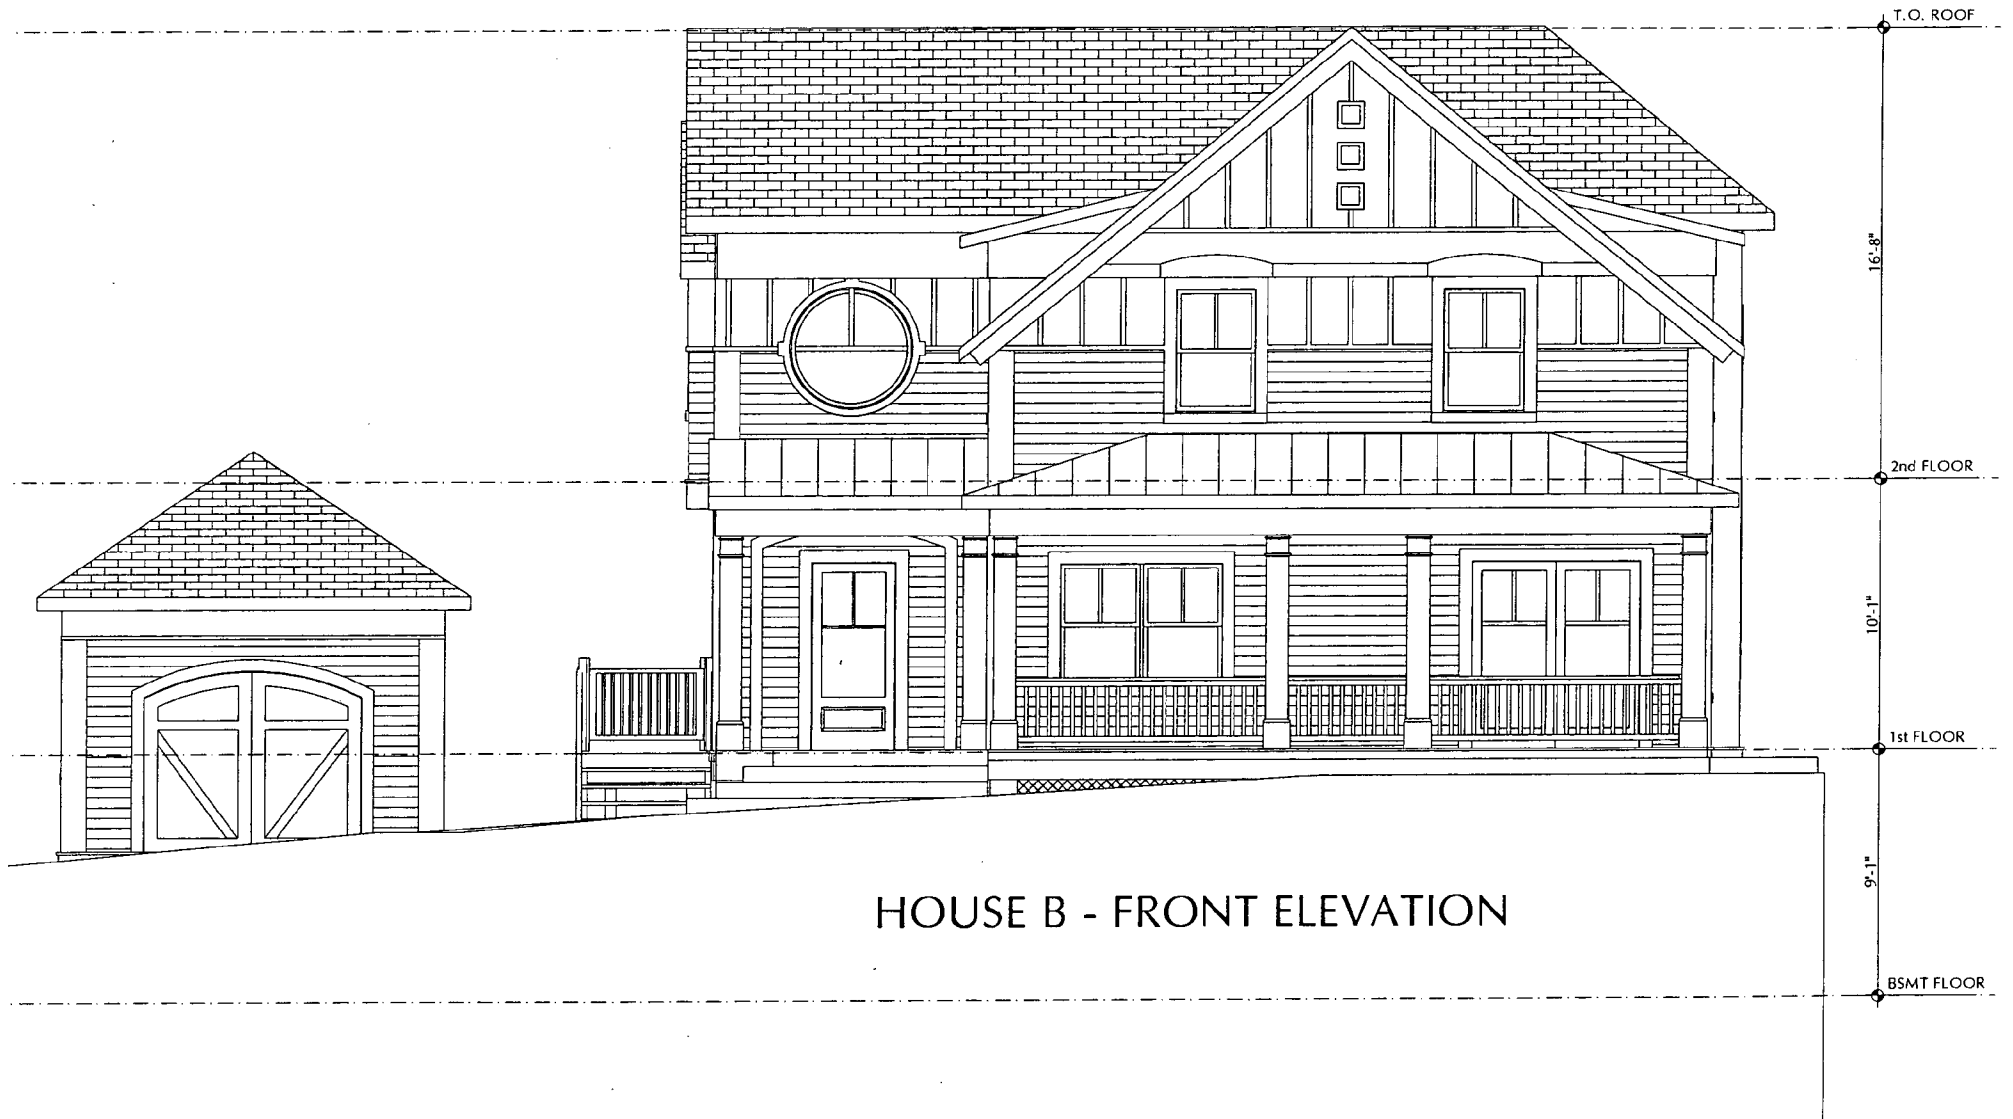 T.O. ROOF
16'-8"
2nd FLOOR
10'-1"
1st FLOOR
9'-1"
HOUSE B - FRONT ELEVATION
BSMT FLOOR